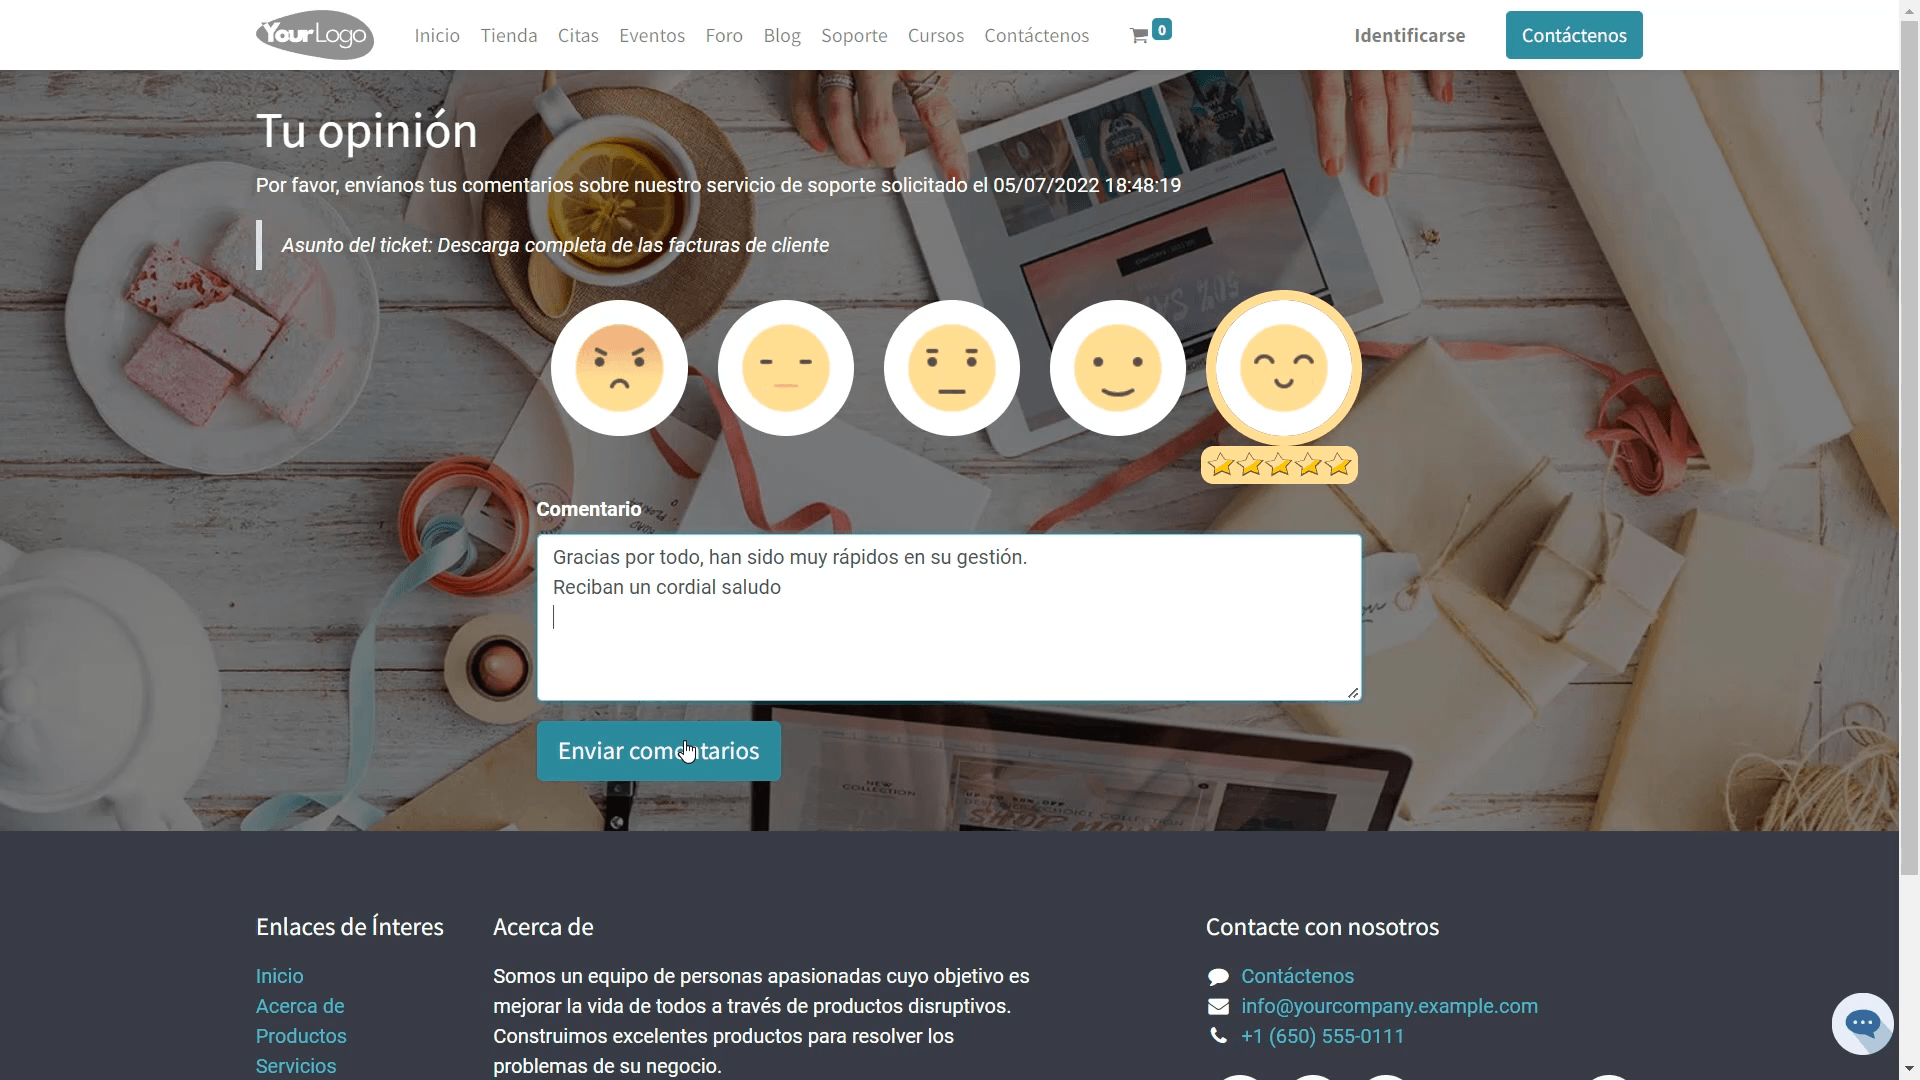 YourLogo
Inicio Tienda Citas Eventos Foro Blog Soporte Cursos Contáctenos 0 Identificarse Contáctenos
Tu opinión
Por favor, envíanos tus comentarios sobre nuestro servicio de soporte solicitado el 05/07/2022 18:48:19
Asunto del ticket: Descarga completa de las facturas de cliente
Comentario
Gracias por todo, han sido muy rápidos en su gestión.
Reciban un cordial saludo
Enviar comentarios
NEW
COLLECTION
Enlaces de Ínteres
Inicio
Acerca de
Productos
Servicios
Acerca de
Somos un equipo de personas apasionadas cuyo objetivo es
mejorar la vida de todos a través de productos disruptivos.
Construimos excelentes productos para resolver los
problemas de su negocio.
Contacte con nosotros
Contáctenos
info@yourcompany.example.com
+1 (650) 555-0111